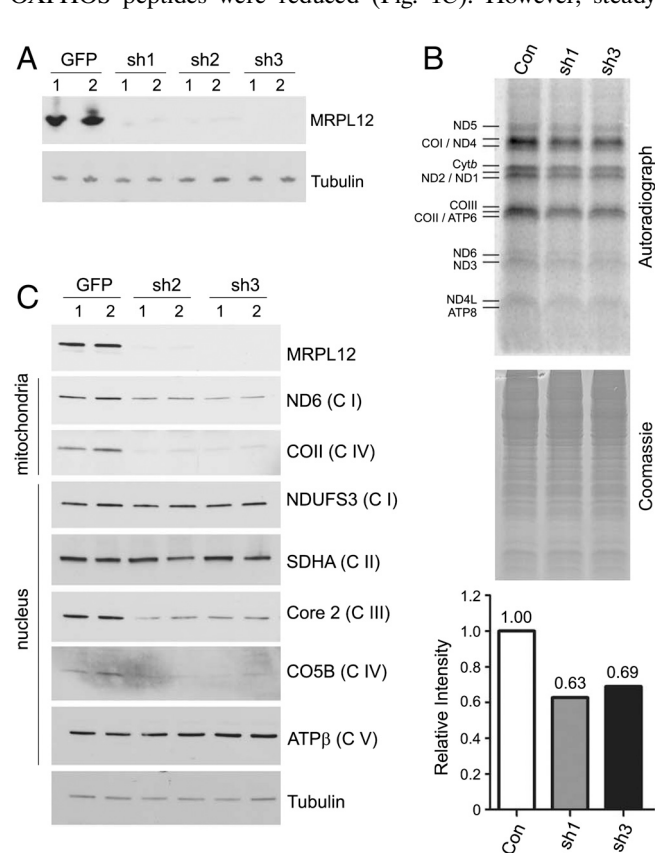 OXPHOS peptides were reduced (Fig. 1C). However, steady
A
GFP sh1 sh2 sh3
1 2 1 2 1 2 1 2
MRPL12
Tubulin
B
Con sh1 sh3
ND5
COI / ND4
Cytb
ND2 / ND1
COIII
COII / ATP6
ND6
ND3
ND4L
ATP8
Autoradiograph
Coomassie
Relative Intensity
1.2
1.0
0.8
0.6
0.4
0.2
0
1.00
0.63
0.69
Con sh1 sh3
C
GFP sh2 sh3
1 2 1 2 1 2
MRPL12
mitochondria
ND6 (C I)
COII (C IV)
nucleus
NDUFS3 (C I)
SDHA (C II)
Core 2 (C III)
CO5B (C IV)
ATPβ (C V)
Tubulin